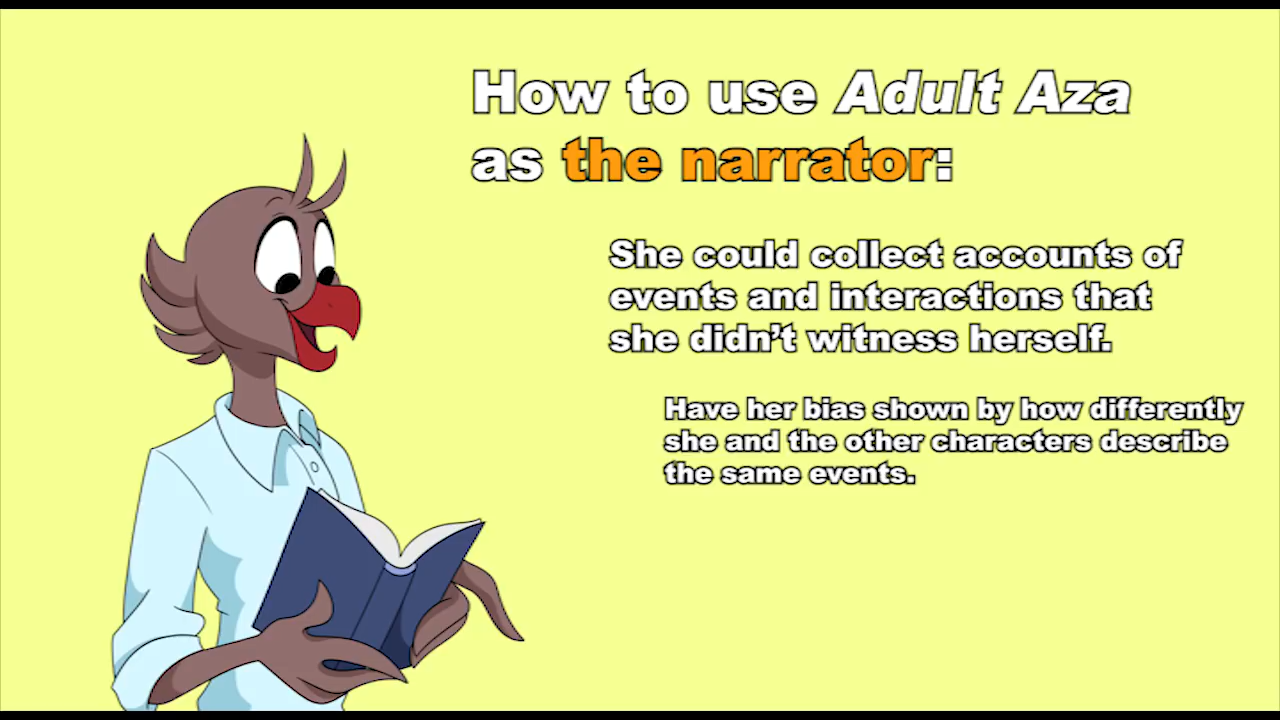 How to use Adult Aza
as the narrator:
She could collect accounts of
events and interactions that
she didn’t witness herself.
Have her bias shown by how differently
she and the other characters describe
the same events.